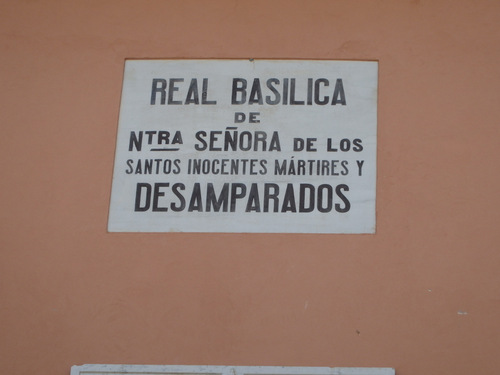 REAL BASILICA
DE
NTRA SEÑORA DE LOS
SANTOS INOCENTES MÁRTIRES Y
DESAMPARADOS